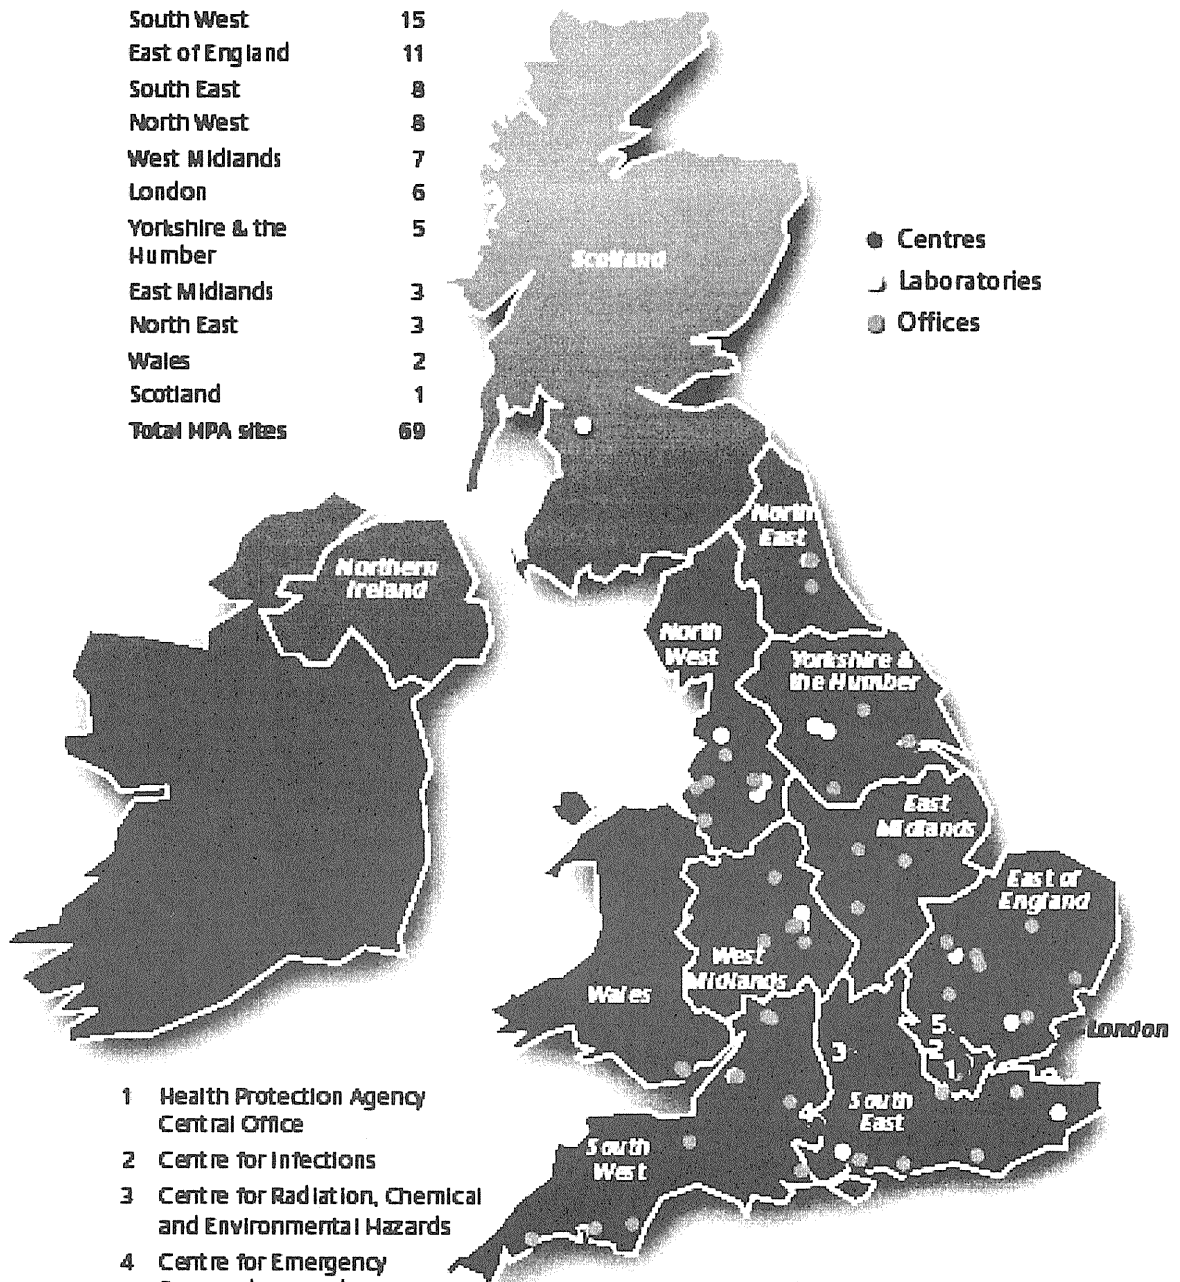 South West 15
East of England 11
South East 8
North West 8
West Midlands 7
London 6
Yorkshire & the 5
Humber
East Midlands 3
North East 3
Wales 2
Scotland 1
Total HPA sites 69
Centres
Laboratories
Offices
Scotland
North
East
Northern
Ireland
North
West
Yorkshire &
the Humber
East
Midlands
East of
England
West
Midlands
Wales
5
London
2
3
1
4
South
East
South
West
1 Health Protection Agency
Central Office
2 Centre for Infections
3 Centre for Radiation, Chemical
and Environmental Hazards
4 Centre for Emergency